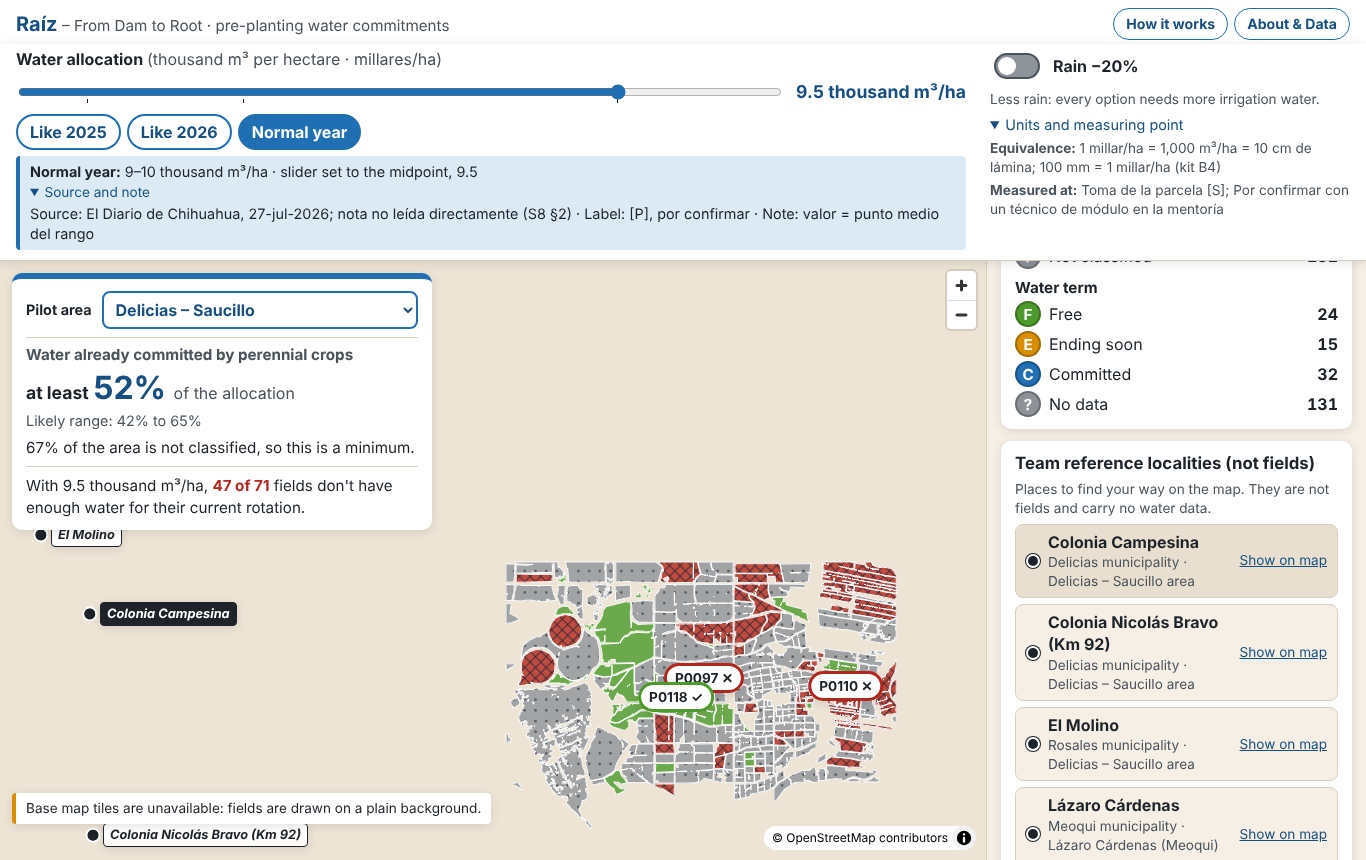 Raíz – From Dam to Root · pre-planting water commitments
How it works
About & Data
Water allocation (thousand m³ per hectare · millares/ha)
9.5 thousand m³/ha
Like 2025
Like 2026
Normal year
Normal year: 9–10 thousand m³/ha · slider set to the midpoint, 9.5
▼ Source and note
Source: El Diario de Chihuahua, 27-jul-2026; nota no leída directamente (S8 §2) · Label: [P], por confirmar · Note: valor = punto medio
del rango
Rain −20%
Less rain: every option needs more irrigation water.
▼ Units and measuring point
Equivalence: 1 millar/ha = 1,000 m³/ha = 10 cm de
lámina; 100 mm = 1 millar/ha (kit B4)
Measured at: Toma de la parcela [S]; Por confirmar con
un técnico de módulo en la mentoría
Pilot area
Delicias – Saucillo
Water already committed by perennial crops
at least 52% of the allocation
Likely range: 42% to 65%
67% of the area is not classified, so this is a minimum.
With 9.5 thousand m³/ha, 47 of 71 fields don't have
enough water for their current rotation.
+
−
El Molino
Colonia Campesina
P0097 ✕
P0118 ✓
P0110 ✕
Base map tiles are unavailable: fields are drawn on a plain background.
Colonia Nicolás Bravo (Km 92)
© OpenStreetMap contributors
Water term
F Free 24
E Ending soon 15
C Committed 32
? No data 131
Team reference localities (not fields)
Places to find your way on the map. They are not
fields and carry no water data.
Colonia Campesina
Delicias municipality ·
Delicias – Saucillo area
Show on map
Colonia Nicolás Bravo
(Km 92)
Delicias municipality ·
Delicias – Saucillo area
Show on map
El Molino
Rosales municipality ·
Delicias – Saucillo area
Show on map
Lázaro Cárdenas
Meoqui municipality ·
Lázaro Cárdenas (Meoqui)
Show on map